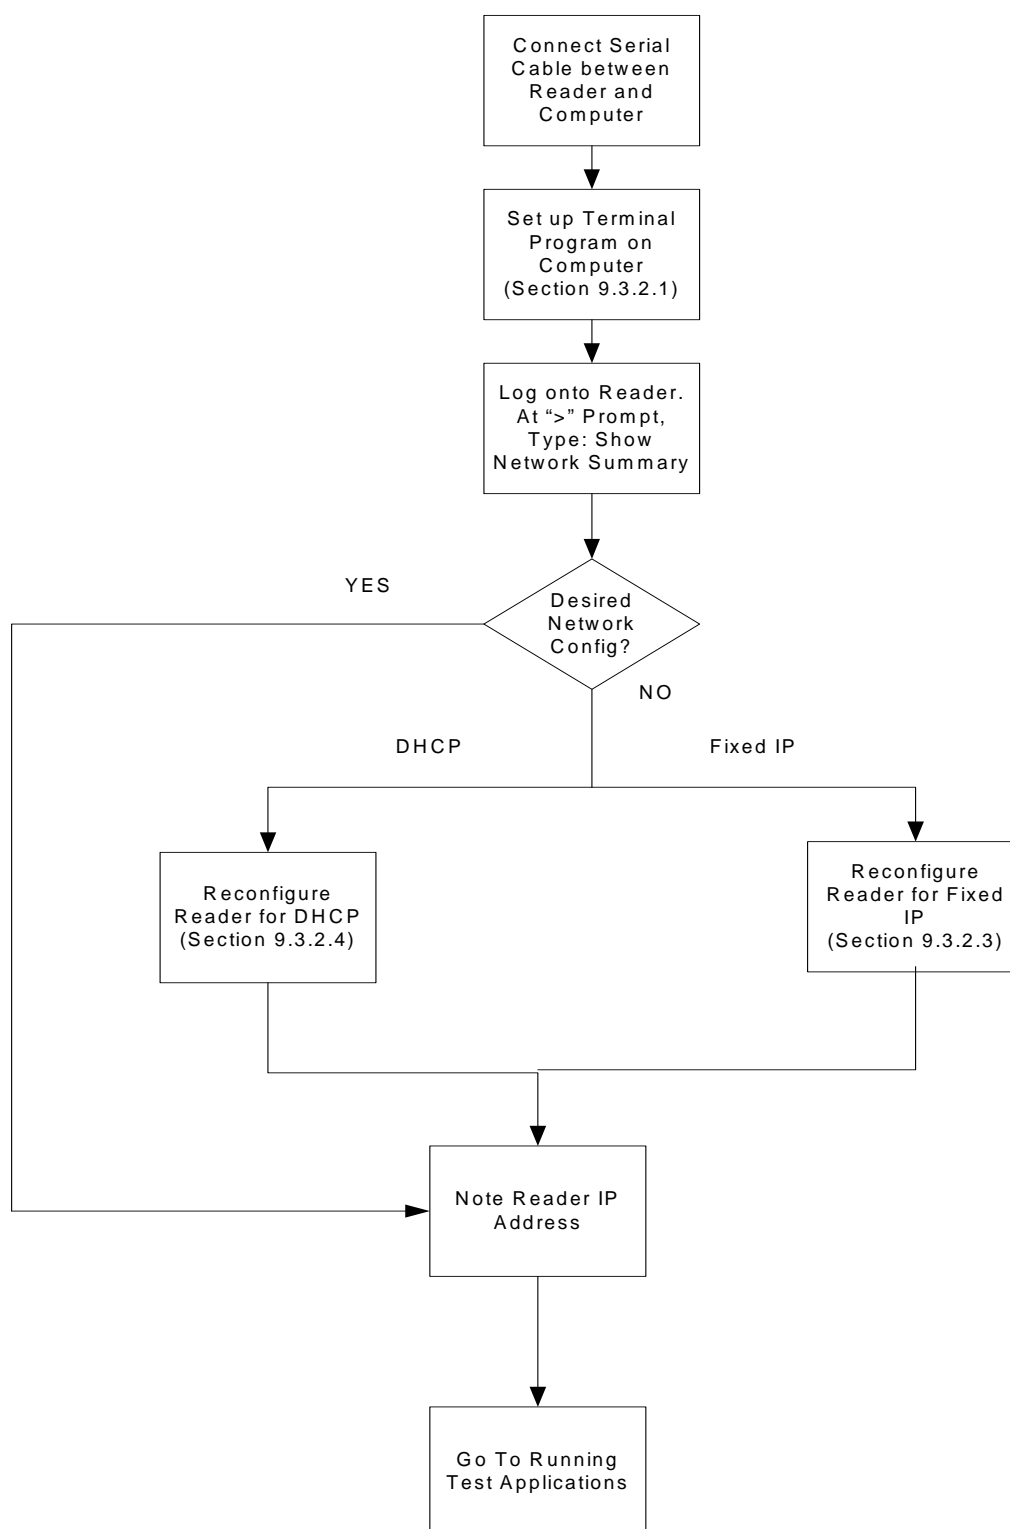 Connect Serial
Cable between
Reader and
Computer
Set up Terminal
Program on
Computer
(Section 9.3.2.1)
Log onto Reader.
At “>” Prompt,
Type: Show
Network Summary
YES
Desired
Network
Config?
NO
DHCP
Fixed IP
Reconfigure
Reader for DHCP
(Section 9.3.2.4)
Reconfigure
Reader for Fixed
IP
(Section 9.3.2.3)
Note Reader IP
Address
Go To Running
Test Applications